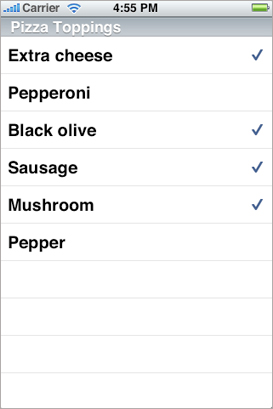 Carrier 4:55 PM
Pizza Toppings
Extra cheese
Pepperoni
Black olive
Sausage
Mushroom
Pepper